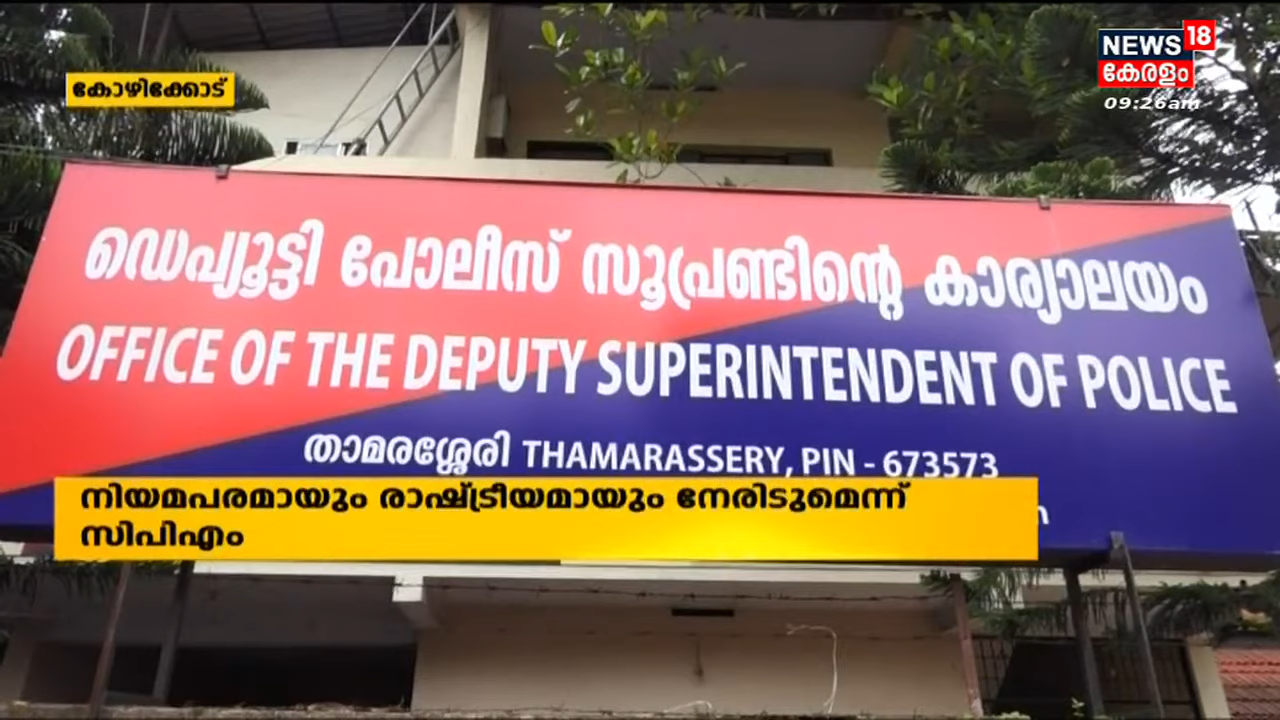 NEWS 18
കേരളം
09:26am
കോഴിക്കോട്
ഡെപ്യൂട്ടി പോലീസ് സൂപ്രണ്ടിന്റെ കാര്യാലയം
OFFICE OF THE DEPUTY SUPERINTENDENT OF POLICE
താമരശ്ശേരി THAMARASSERY, PIN - 673573
നിയമപരമായും രാഷ്ട്രീയമായും നേരിടുമെന്ന്
സിപിഎം